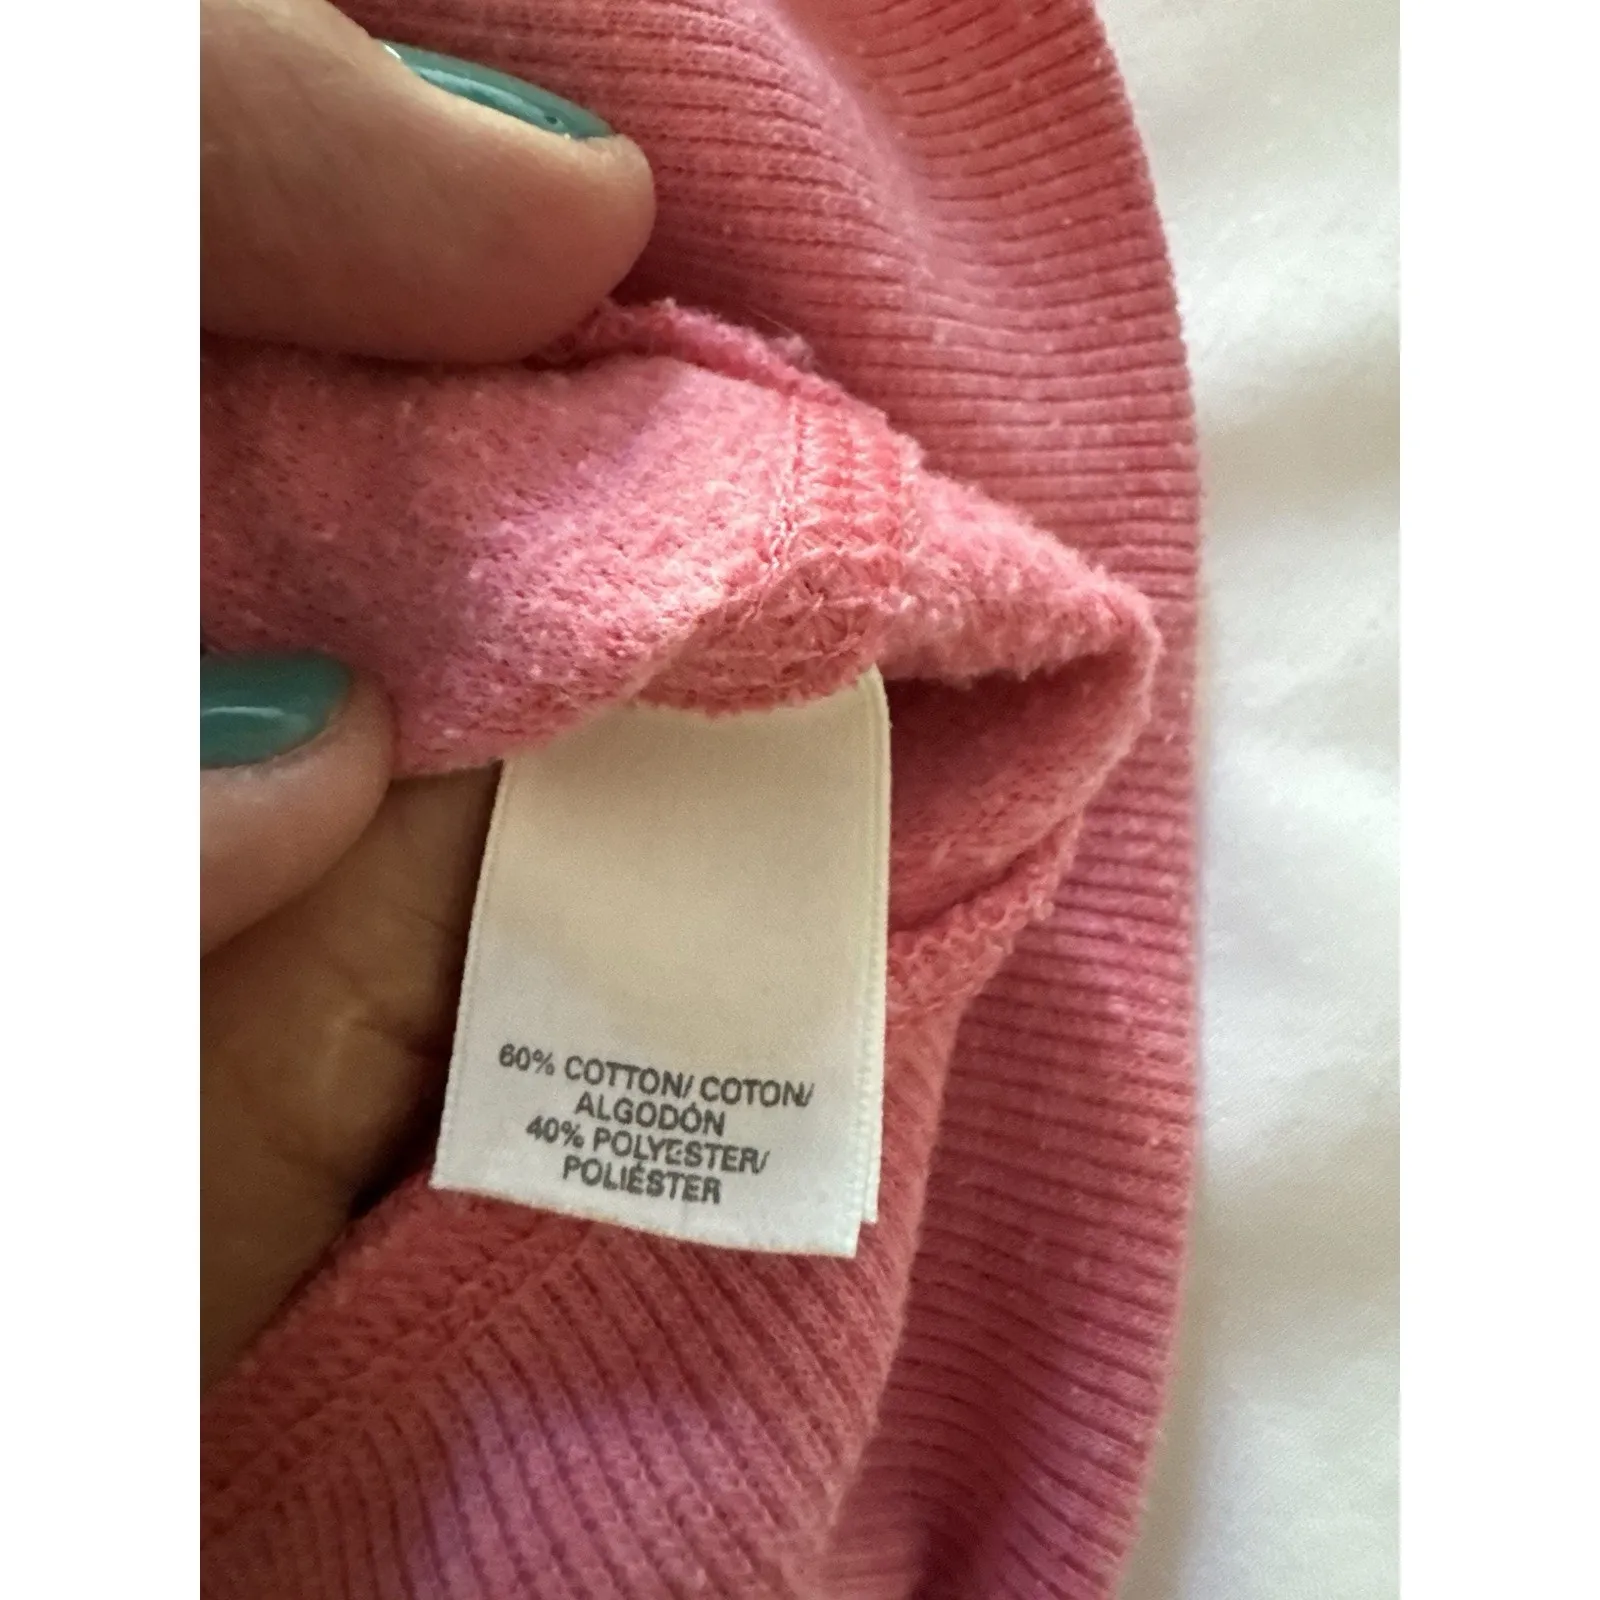 60% COTTON/ COTON/
ALGODÓN
40% POLYESTER/
POLIÉSTER